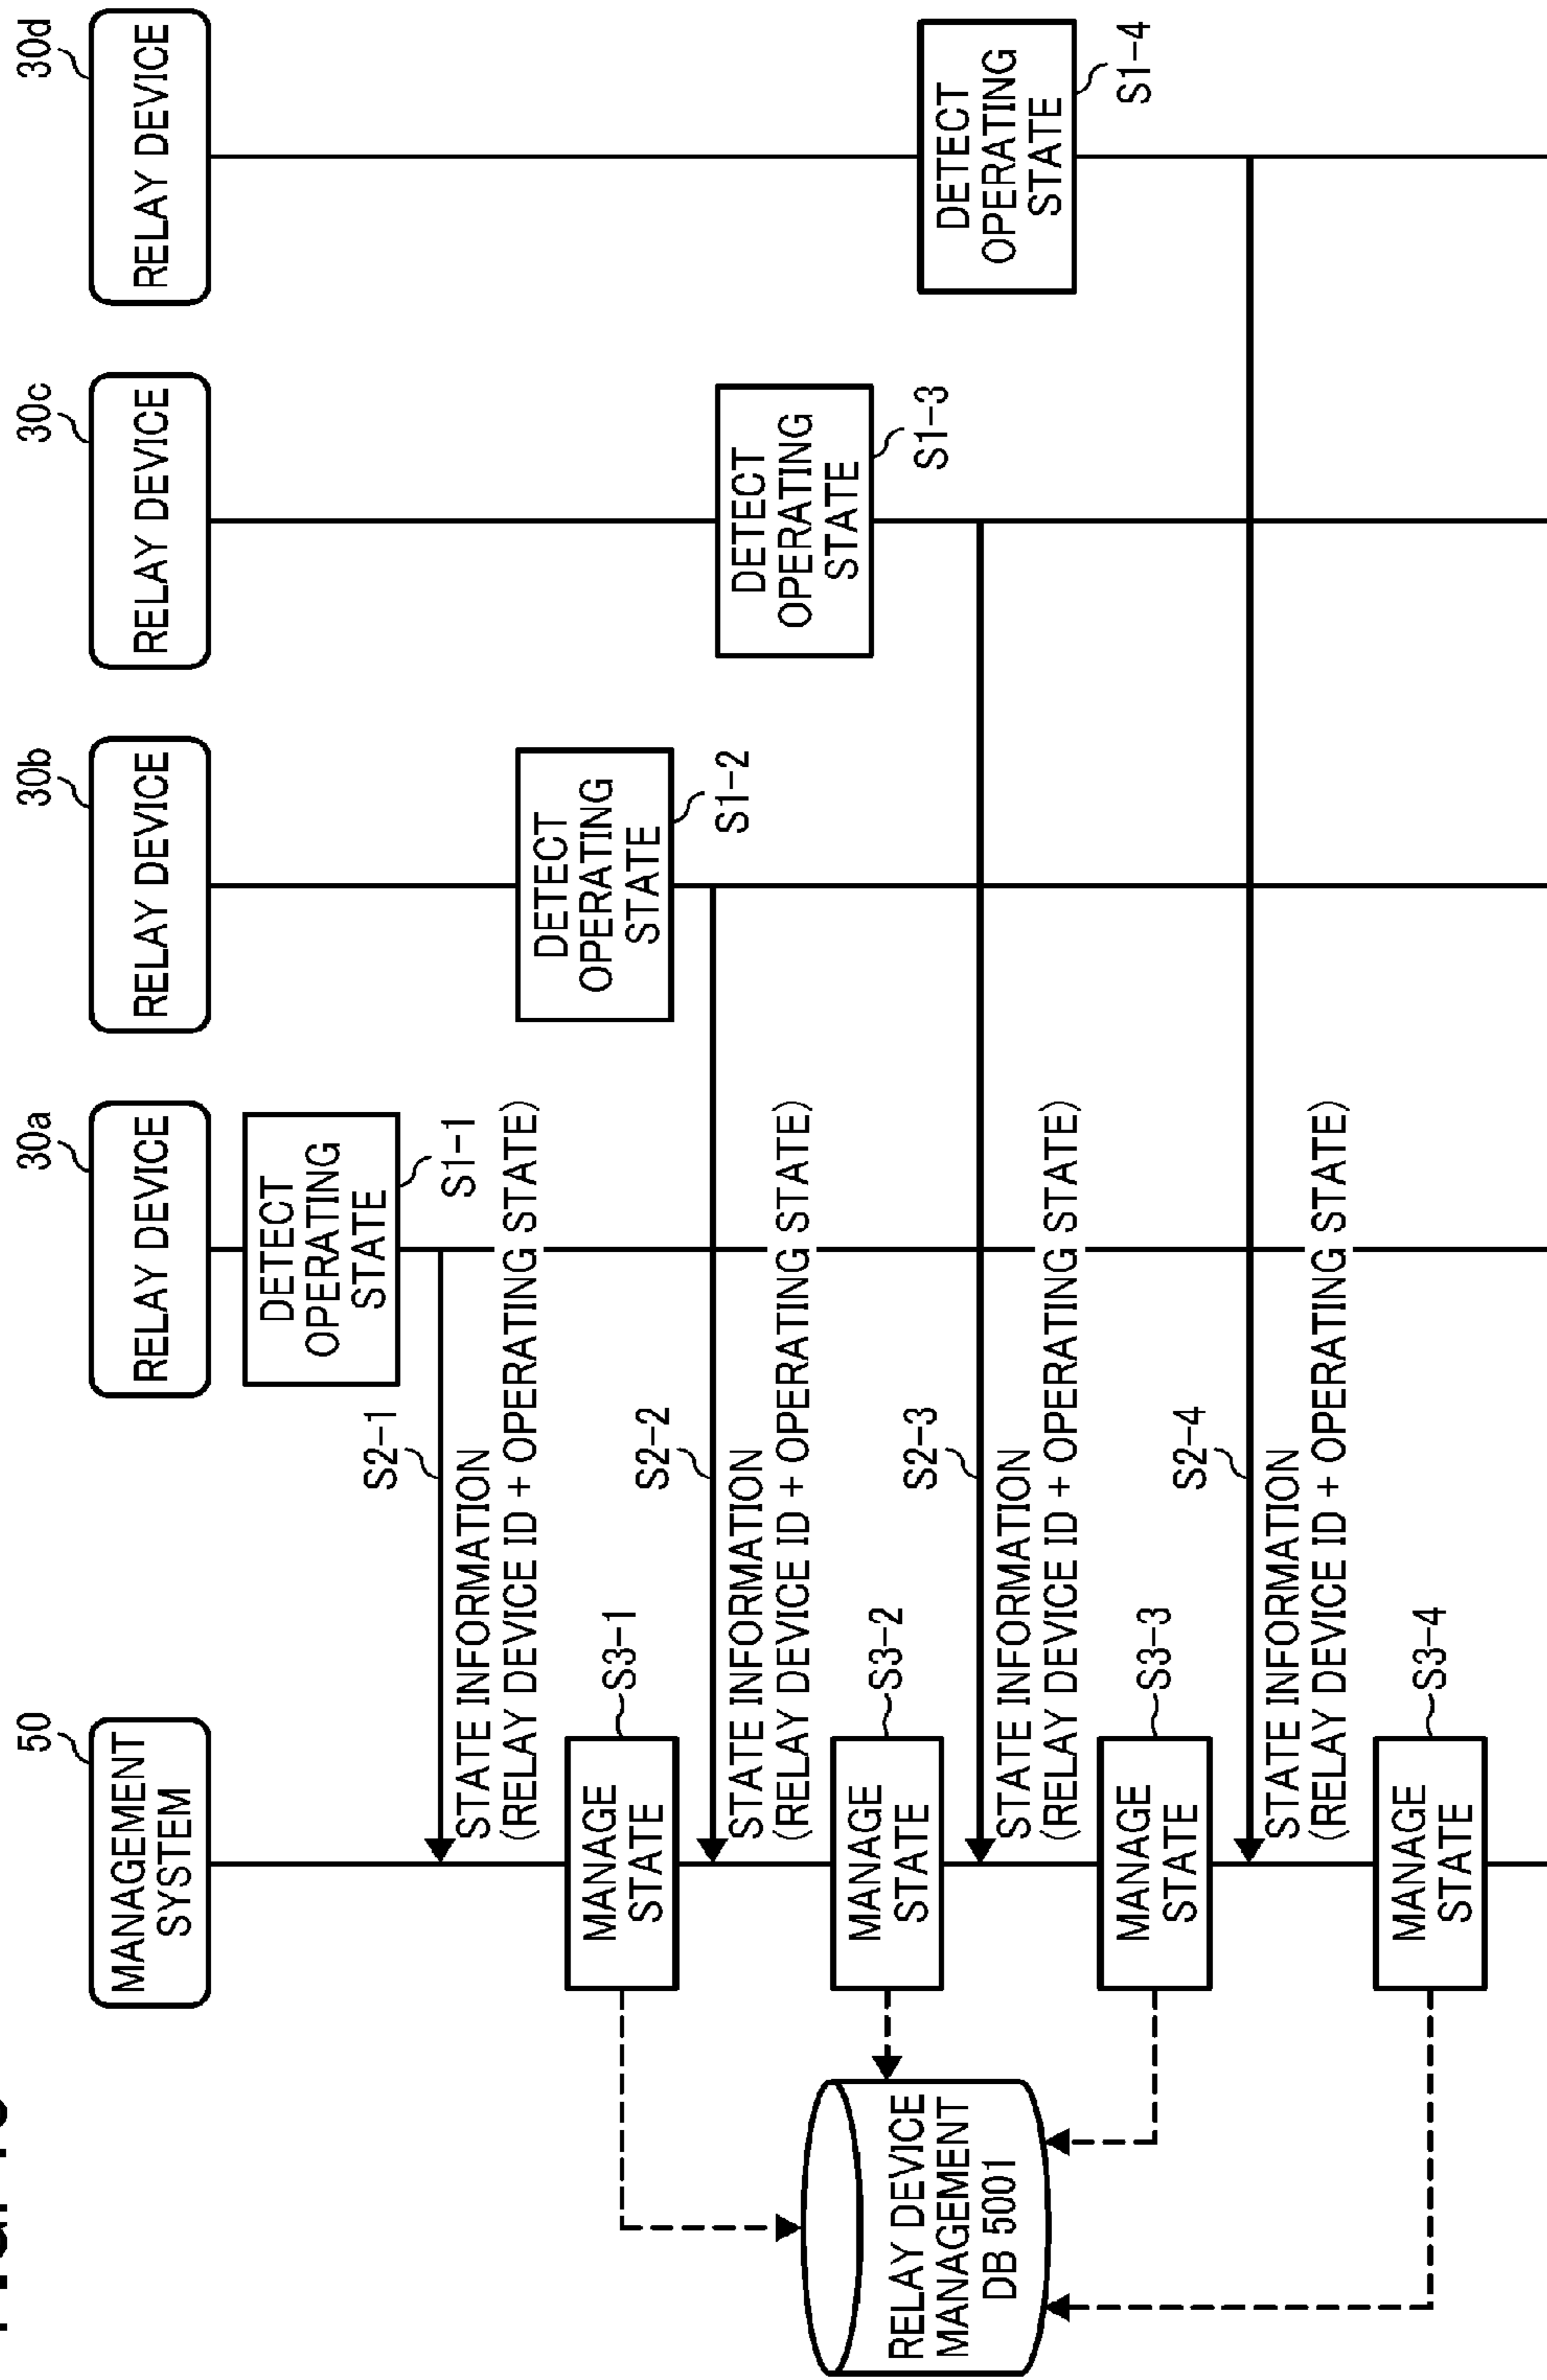 50
MANAGEMENT
SYSTEM
30a
RELAY DEVICE
30b
RELAY DEVICE
30c
RELAY DEVICE
30d
RELAY DEVICE
DETECT
OPERATING
STATE
S1-1
S2-1
STATE INFORMATION
(RELAY DEVICE ID + OPERATING STATE)
MANAGE
STATE
S3-1
DETECT
OPERATING
STATE
S1-2
S2-2
STATE INFORMATION
(RELAY DEVICE ID + OPERATING STATE)
MANAGE
STATE
S3-2
DETECT
OPERATING
STATE
S1-3
S2-3
STATE INFORMATION
(RELAY DEVICE ID + OPERATING STATE)
MANAGE
STATE
S3-3
DETECT
OPERATING
STATE
S1-4
S2-4
STATE INFORMATION
(RELAY DEVICE ID + OPERATING STATE)
MANAGE
STATE
S3-4
RELAY DEVICE
MANAGEMENT
DB 5001